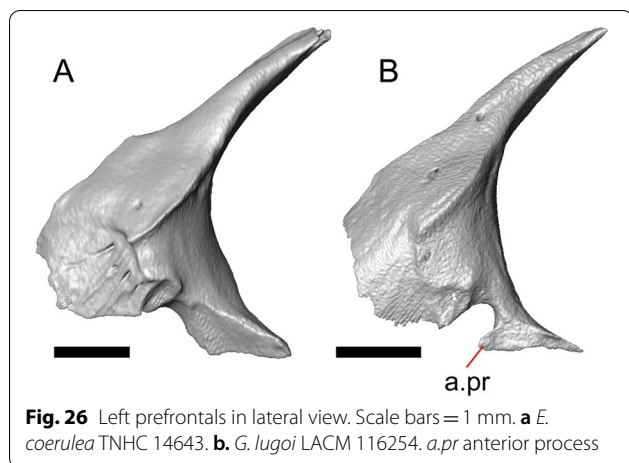 A
B
a.pr
Fig. 26 Left prefrontals in lateral view. Scale bars = 1 mm. a E.
coerulea TNHC 14643. b. G. lugoi LACM 116254. a.pr anterior process